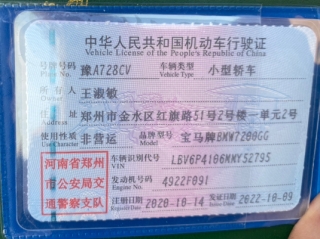 中华人民共和国机动车行驶证
Vehicle License of the People's Republic of China
号牌号码 豫A728CV 车辆类型 小型轿车
Plate No. Vehicle Type
所有人 王淑敏
Owner
住址 郑州市金水区红旗路51号2号楼一单元2号
Address
使用性质 非营运 品牌型号 宝马牌BMW7200GG
Use Character Model
河南省郑州市公安局交通警察支队
车辆识别代号 LBV6P4106MMY52795
VIN
发动机号码 4922F091
Engine No.
注册日期 2020-10-14 发证日期 2022-10-09
Register Date Issue Date